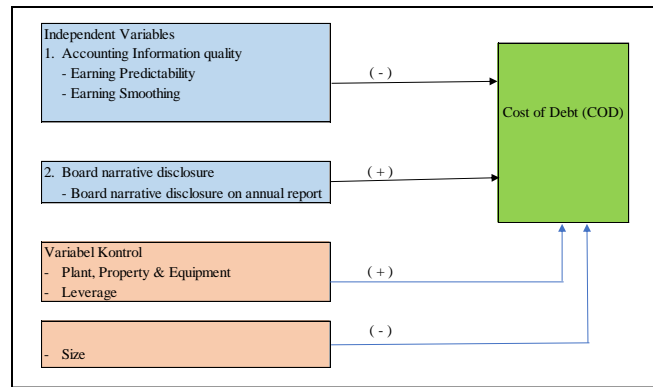 Independent Variables
1. Accounting Information quality
- Earning Predictability
- Earning Smoothing
( - )
Cost of Debt (COD)
2. Board narrative disclosure
- Board narrative disclosure on annual report
( + )
Variabel Kontrol
- Plant, Property & Equipment
- Leverage
( + )
( - )
- Size